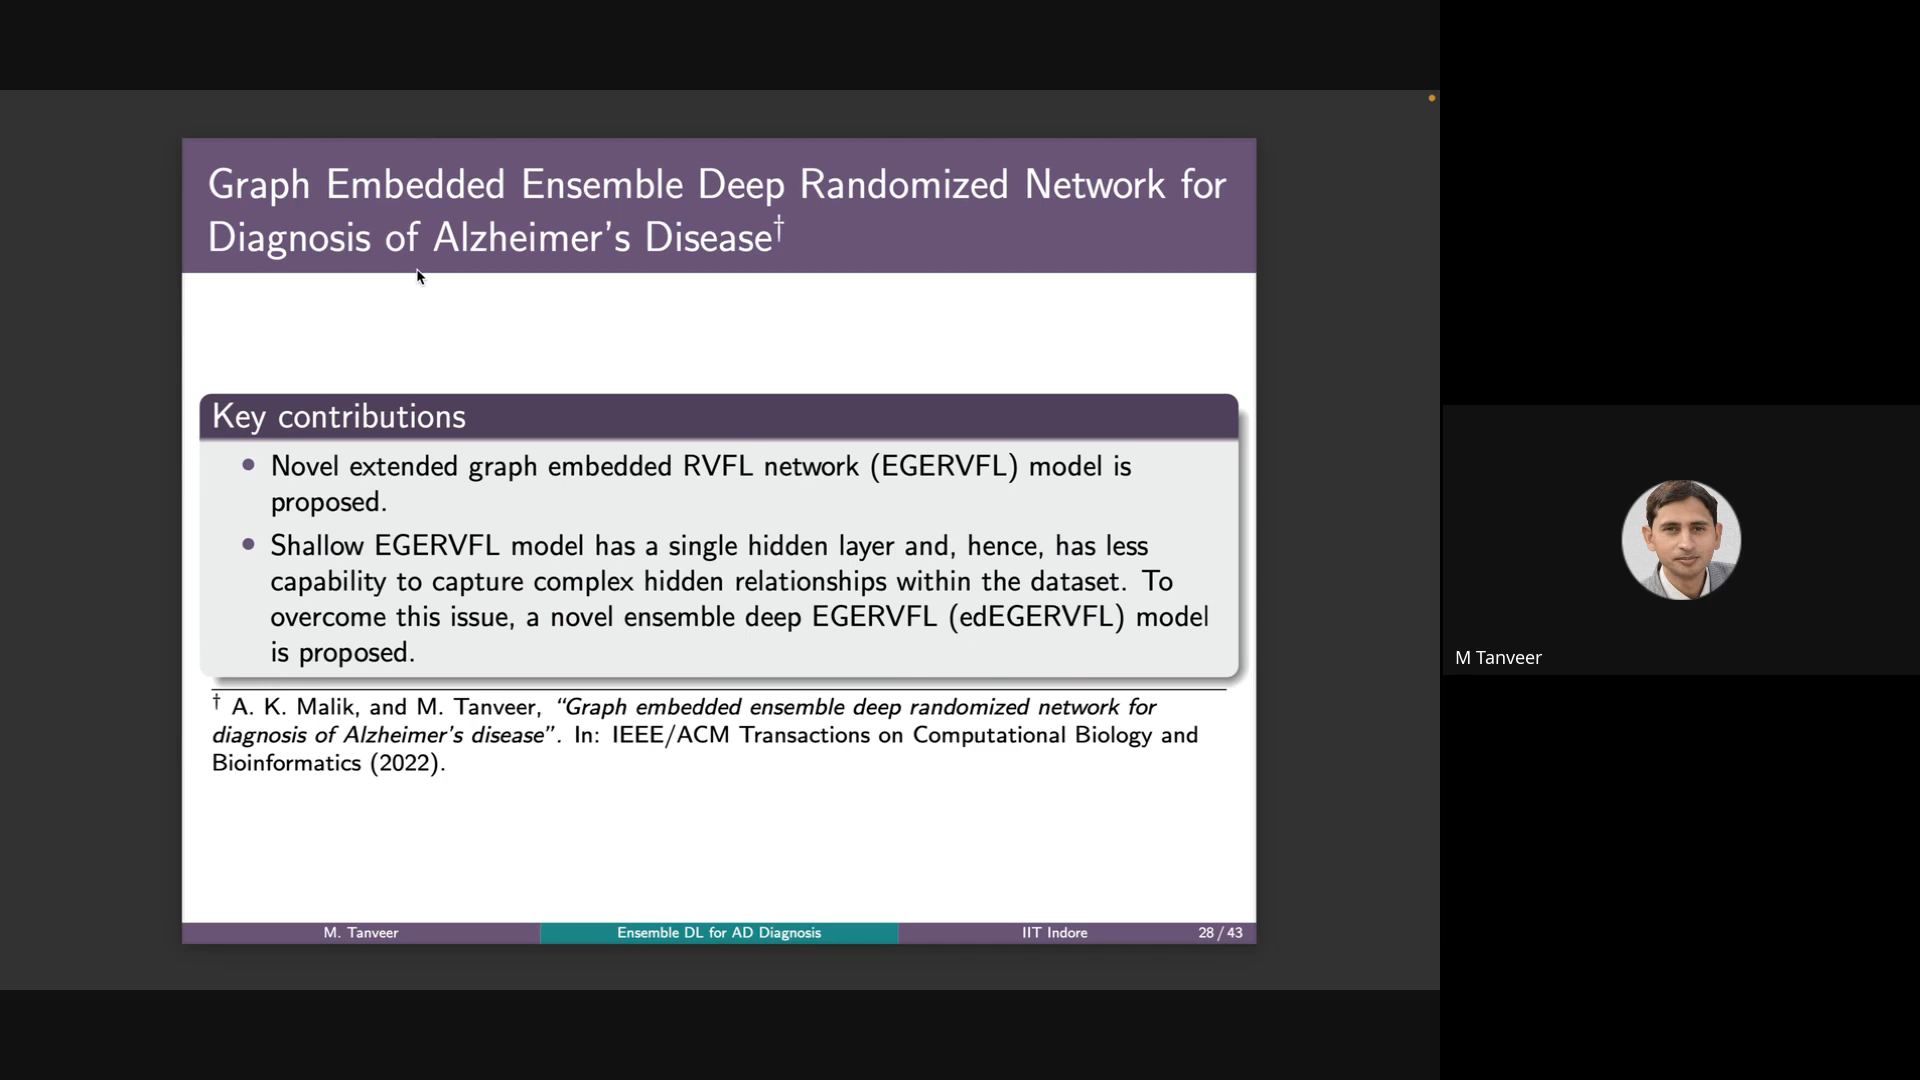 Graph Embedded Ensemble Deep Randomized Network for
Diagnosis of Alzheimer's Disease†
Key contributions
• Novel extended graph embedded RVFL network (EGERVFL) model is
proposed.
• Shallow EGERVFL model has a single hidden layer and, hence, has less
capability to capture complex hidden relationships within the dataset. To
overcome this issue, a novel ensemble deep EGERVFL (edEGERVFL) model
is proposed.
† A. K. Malik, and M. Tanveer, “Graph embedded ensemble deep randomized network for
diagnosis of Alzheimer's disease”. In: IEEE/ACM Transactions on Computational Biology and
Bioinformatics (2022).
M. Tanveer
Ensemble DL for AD Diagnosis
IIT Indore
28 / 43
M Tanveer